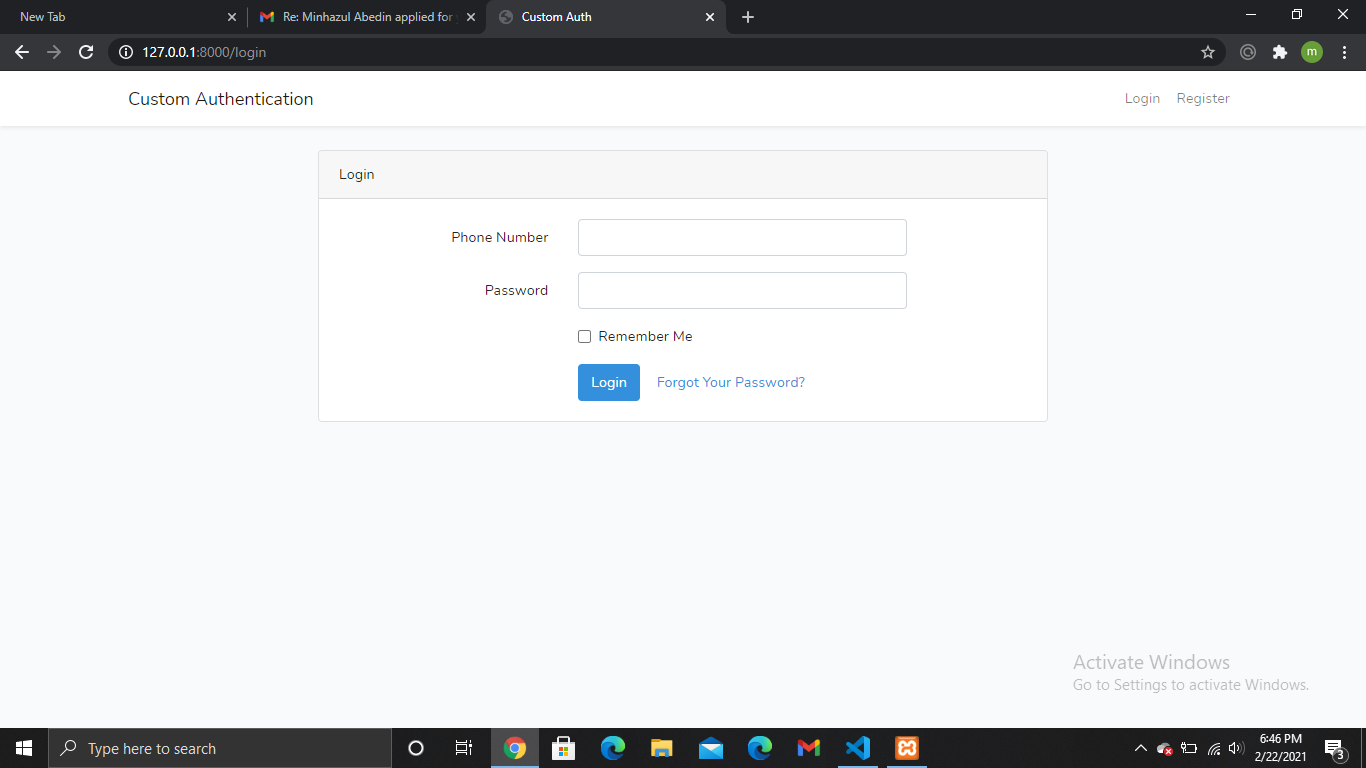 New Tab
Re: Minhazul Abedin applied for
Custom Auth
127.0.0.1:8000/login
m
Custom Authentication
Login Register
Login
Phone Number
Password
Remember Me
Login Forgot Your Password?
Activate Windows
Go to Settings to activate Windows.
Type here to search
6:46 PM
2/22/2021
3